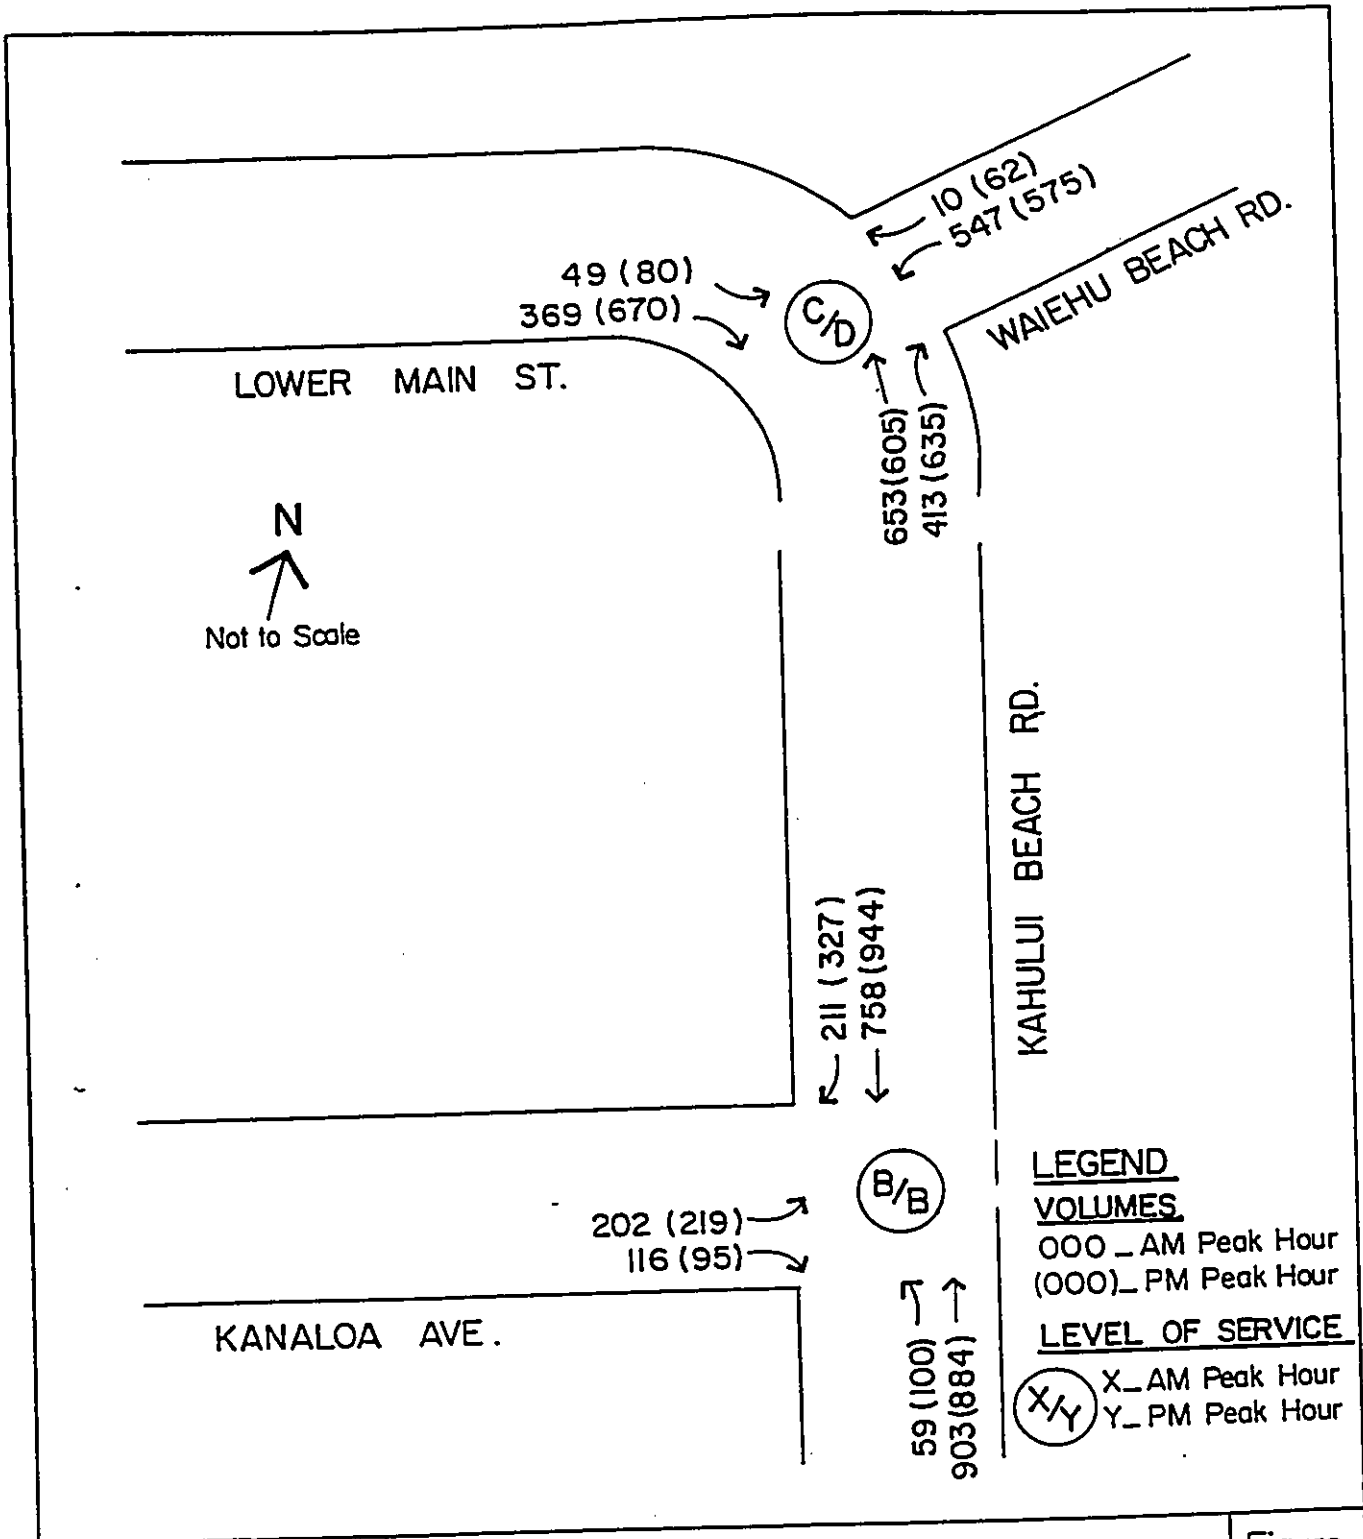 10 (62)
547 (575)
WAIEHU BEACH RD.
49 (80)
369 (670)
C/D
LOWER MAIN ST.
653 (605)
413 (635)
N
Not to Scale
KAHULUI BEACH RD.
211 (327)
758 (944)
B/B
202 (219)
116 (95)
KANALOA AVE.
59 (100)
903 (884)
LEGEND
VOLUMES
000 _ AM Peak Hour
(000)_ PM Peak Hour
LEVEL OF SERVICE
X/Y
X_ AM Peak Hour
Y_ PM Peak Hour
Figure